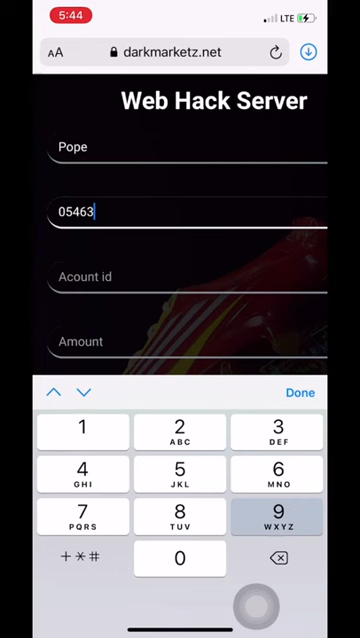 5:44
LTE
AA darkmarketz.net
Web Hack Server
Pope
05463
Acount id
Amount
Done
1 2 3
ABC DEF
4 5 6
GHI JKL MNO
7 8 9
PQRS TUV WXYZ
+*# 0